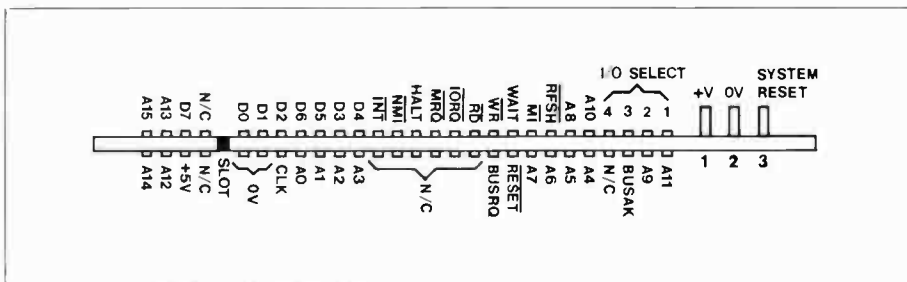 I/O SELECT
SYSTEM RESET
+V
0V
A15
A13
D7
N/C
D0
D1
D2
D6
D5
D3
D4
INT
NMI
HALT
MRQ
IORQ
RD
WR
WAIT
MI
RFSH
A8
A10
4
3
2
1
1
2
3
A14
A12
+5V
N/C
SLOT
0V
CLK
A0
A1
A2
A3
N/C
BUSRQ
RESET
A7
A6
A5
A4
N/C
BUSAK
A9
A11